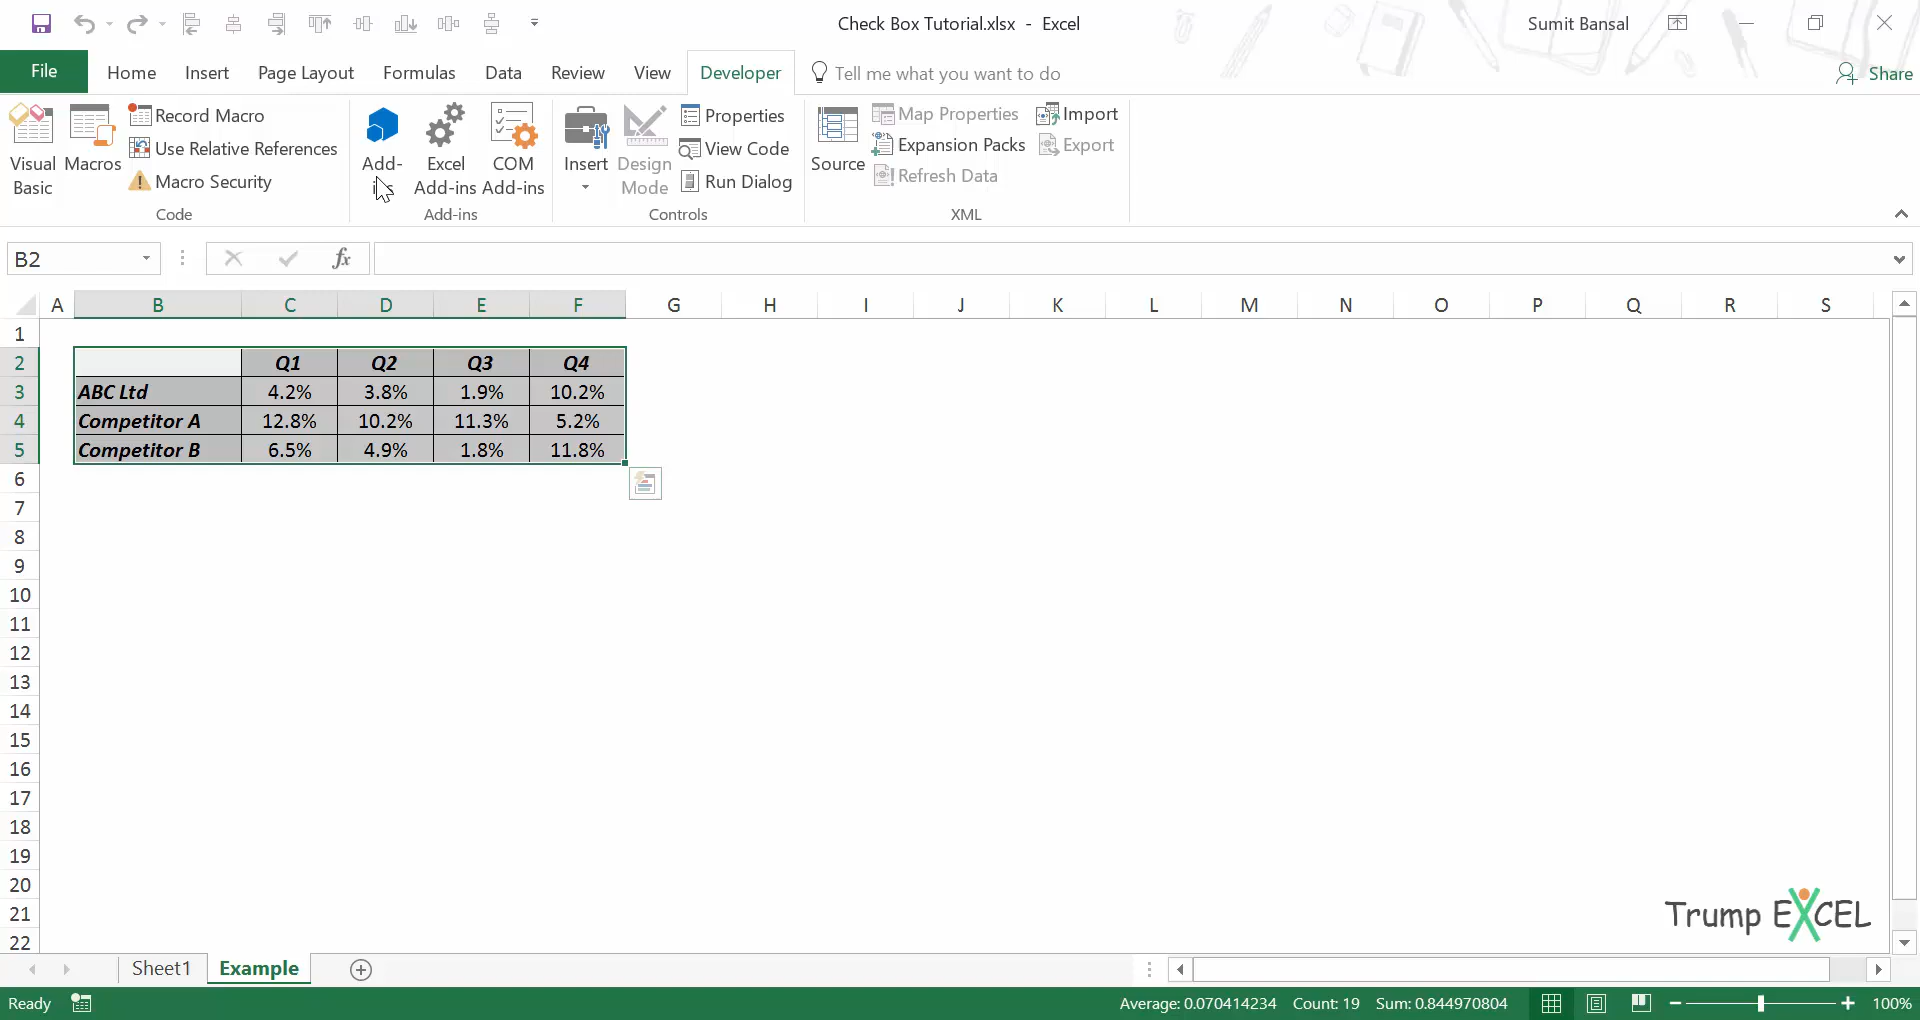 Check Box Tutorial.xlsx - Excel
Sumit Bansal
File Home Insert Page Layout Formulas Data Review View Developer Tell me what you want to do Share
Visual Basic
Macros
Record Macro
Use Relative References
Macro Security
Code
Add-ins
Excel Add-ins
COM Add-ins
Add-ins
Insert
Design Mode
Properties
View Code
Run Dialog
Controls
Source
Map Properties
Expansion Packs
Refresh Data
Import
Export
XML
B2
fx
A B C D E F G H I J K L M N O P Q R S
1
2 Q1 Q2 Q3 Q4
3 ABC Ltd 4.2% 3.8% 1.9% 10.2%
4 Competitor A 12.8% 10.2% 11.3% 5.2%
5 Competitor B 6.5% 4.9% 1.8% 11.8%
6
7
8
9
10
11
12
13
14
15
16
17
18
19
20
21
22
Trump EXCEL
Sheet1 Example
Ready Average: 0.070414234 Count: 19 Sum: 0.844970804 100%